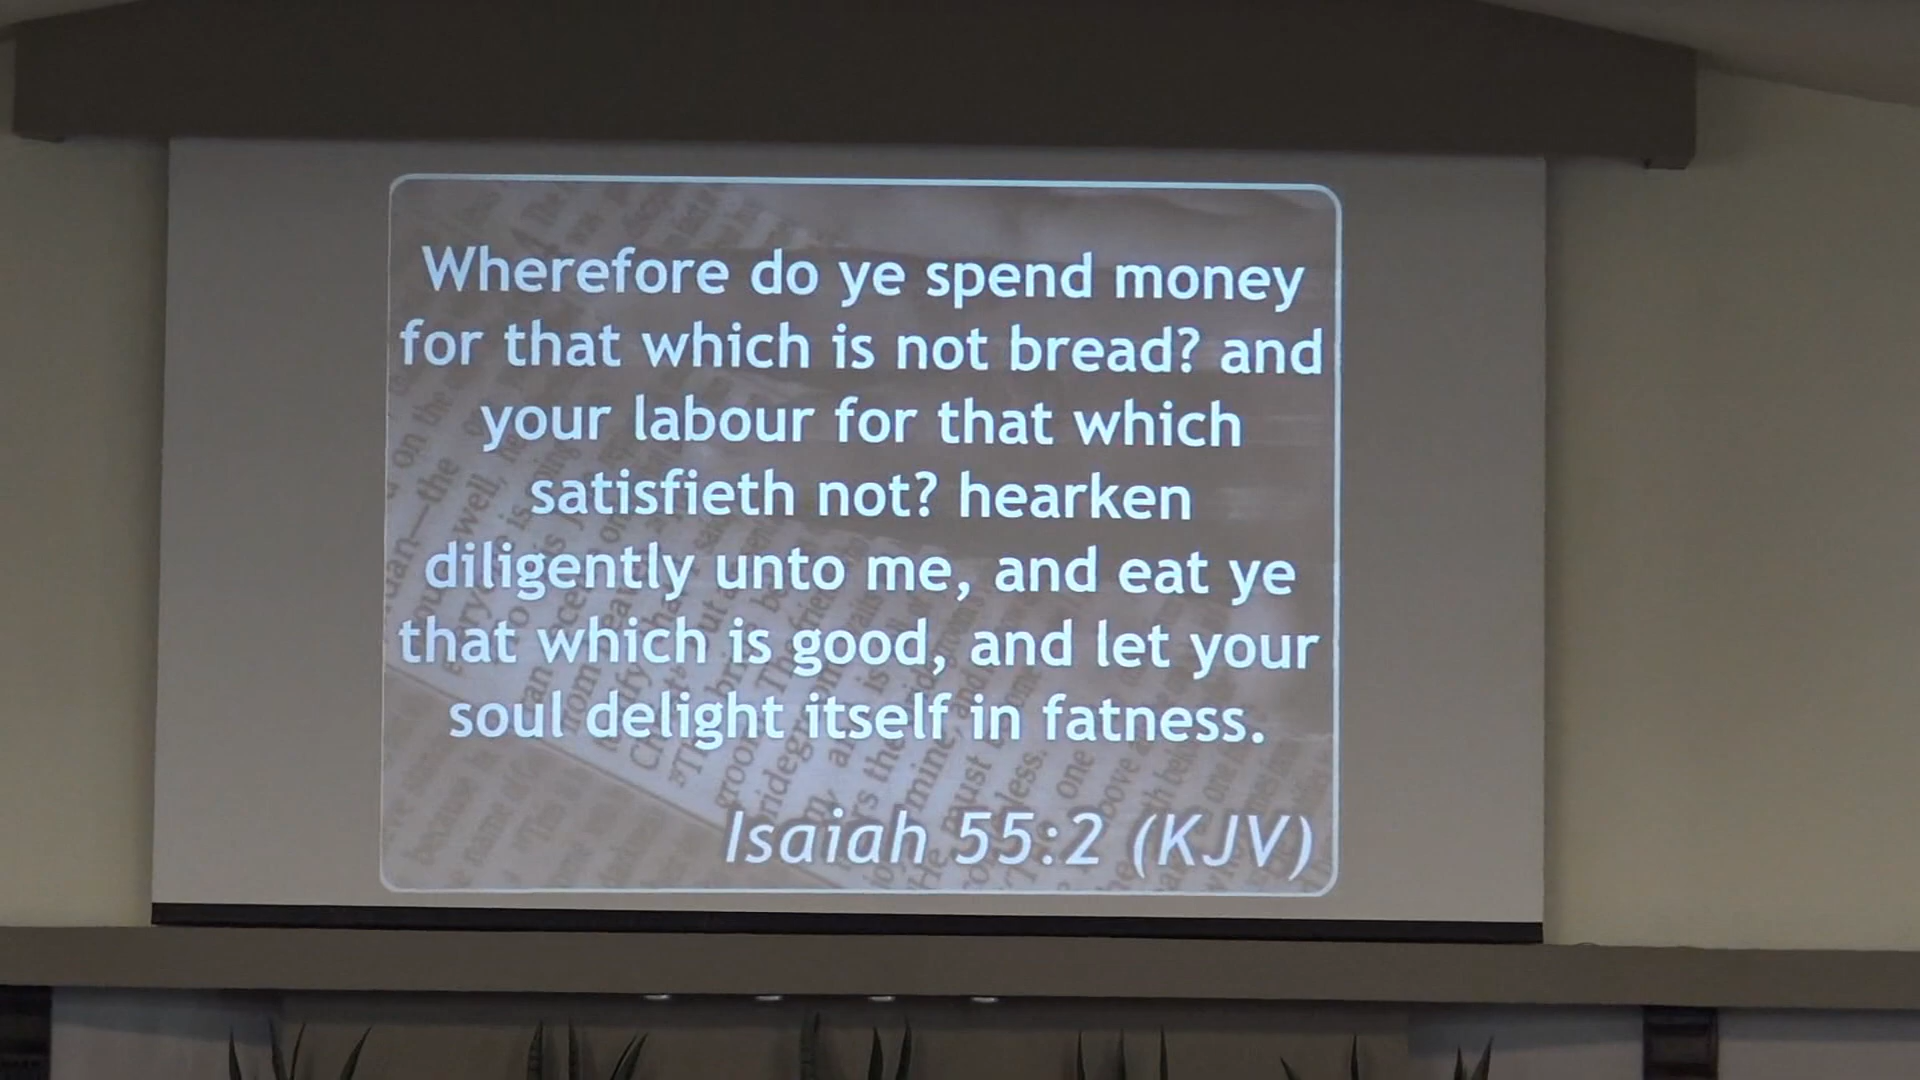 Wherefore do ye spend money
for that which is not bread? and
your labour for that which
satisfieth not? hearken
diligently unto me, and eat ye
that which is good, and let your
soul delight itself in fatness.
Isaiah 55:2 (KJV)